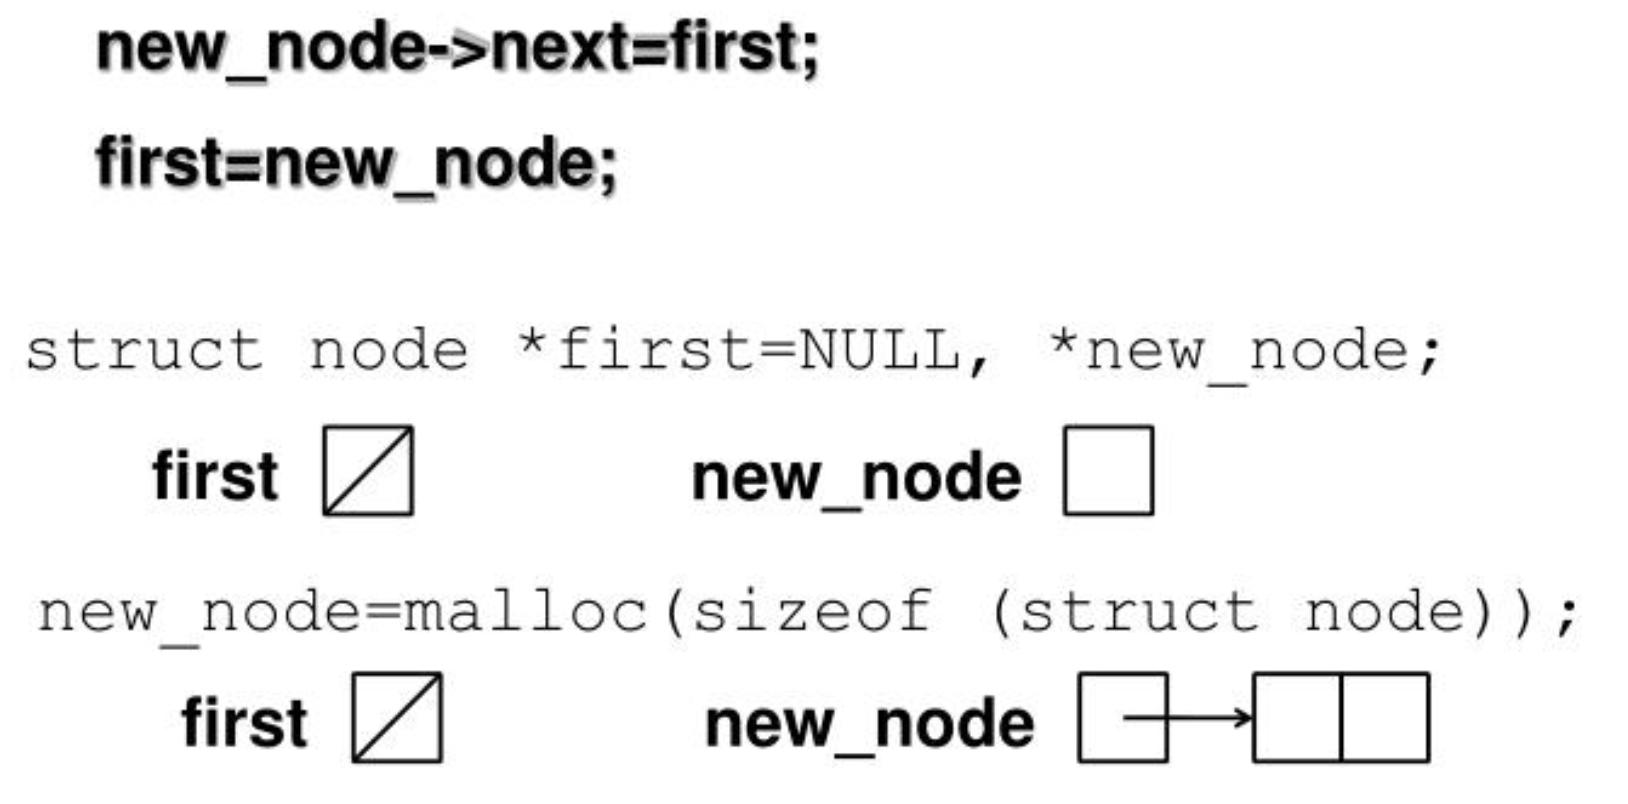 new_node->next=first;
first=new_node;
struct node *first=NULL, *new_node;
first new_node
new_node=malloc(sizeof (struct node));
first new_node